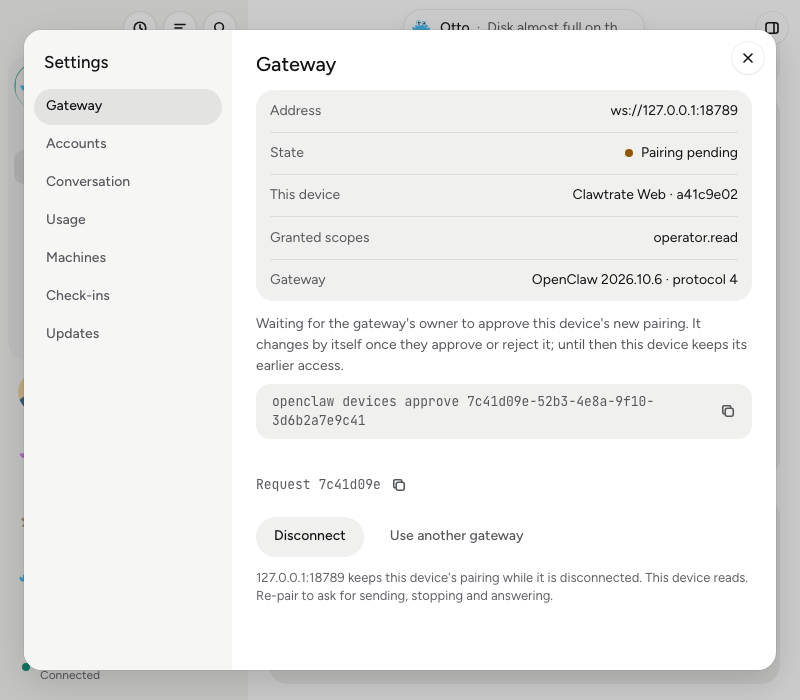 Otto · Disk almost full on th
Settings
Gateway
Accounts
Conversation
Usage
Machines
Check-ins
Updates
Gateway
Address ws://127.0.0.1:18789
State Pairing pending
This device Clawtrate Web · a41c9e02
Granted scopes operator.read
Gateway OpenClaw 2026.10.6 · protocol 4
Waiting for the gateway's owner to approve this device's new pairing. It
changes by itself once they approve or reject it; until then this device keeps its
earlier access.
openclaw devices approve 7c41d09e-52b3-4e8a-9f10-
3d6b2a7e9c41
Request 7c41d09e
Disconnect Use another gateway
127.0.0.1:18789 keeps this device's pairing while it is disconnected. This device reads.
Re-pair to ask for sending, stopping and answering.
Connected